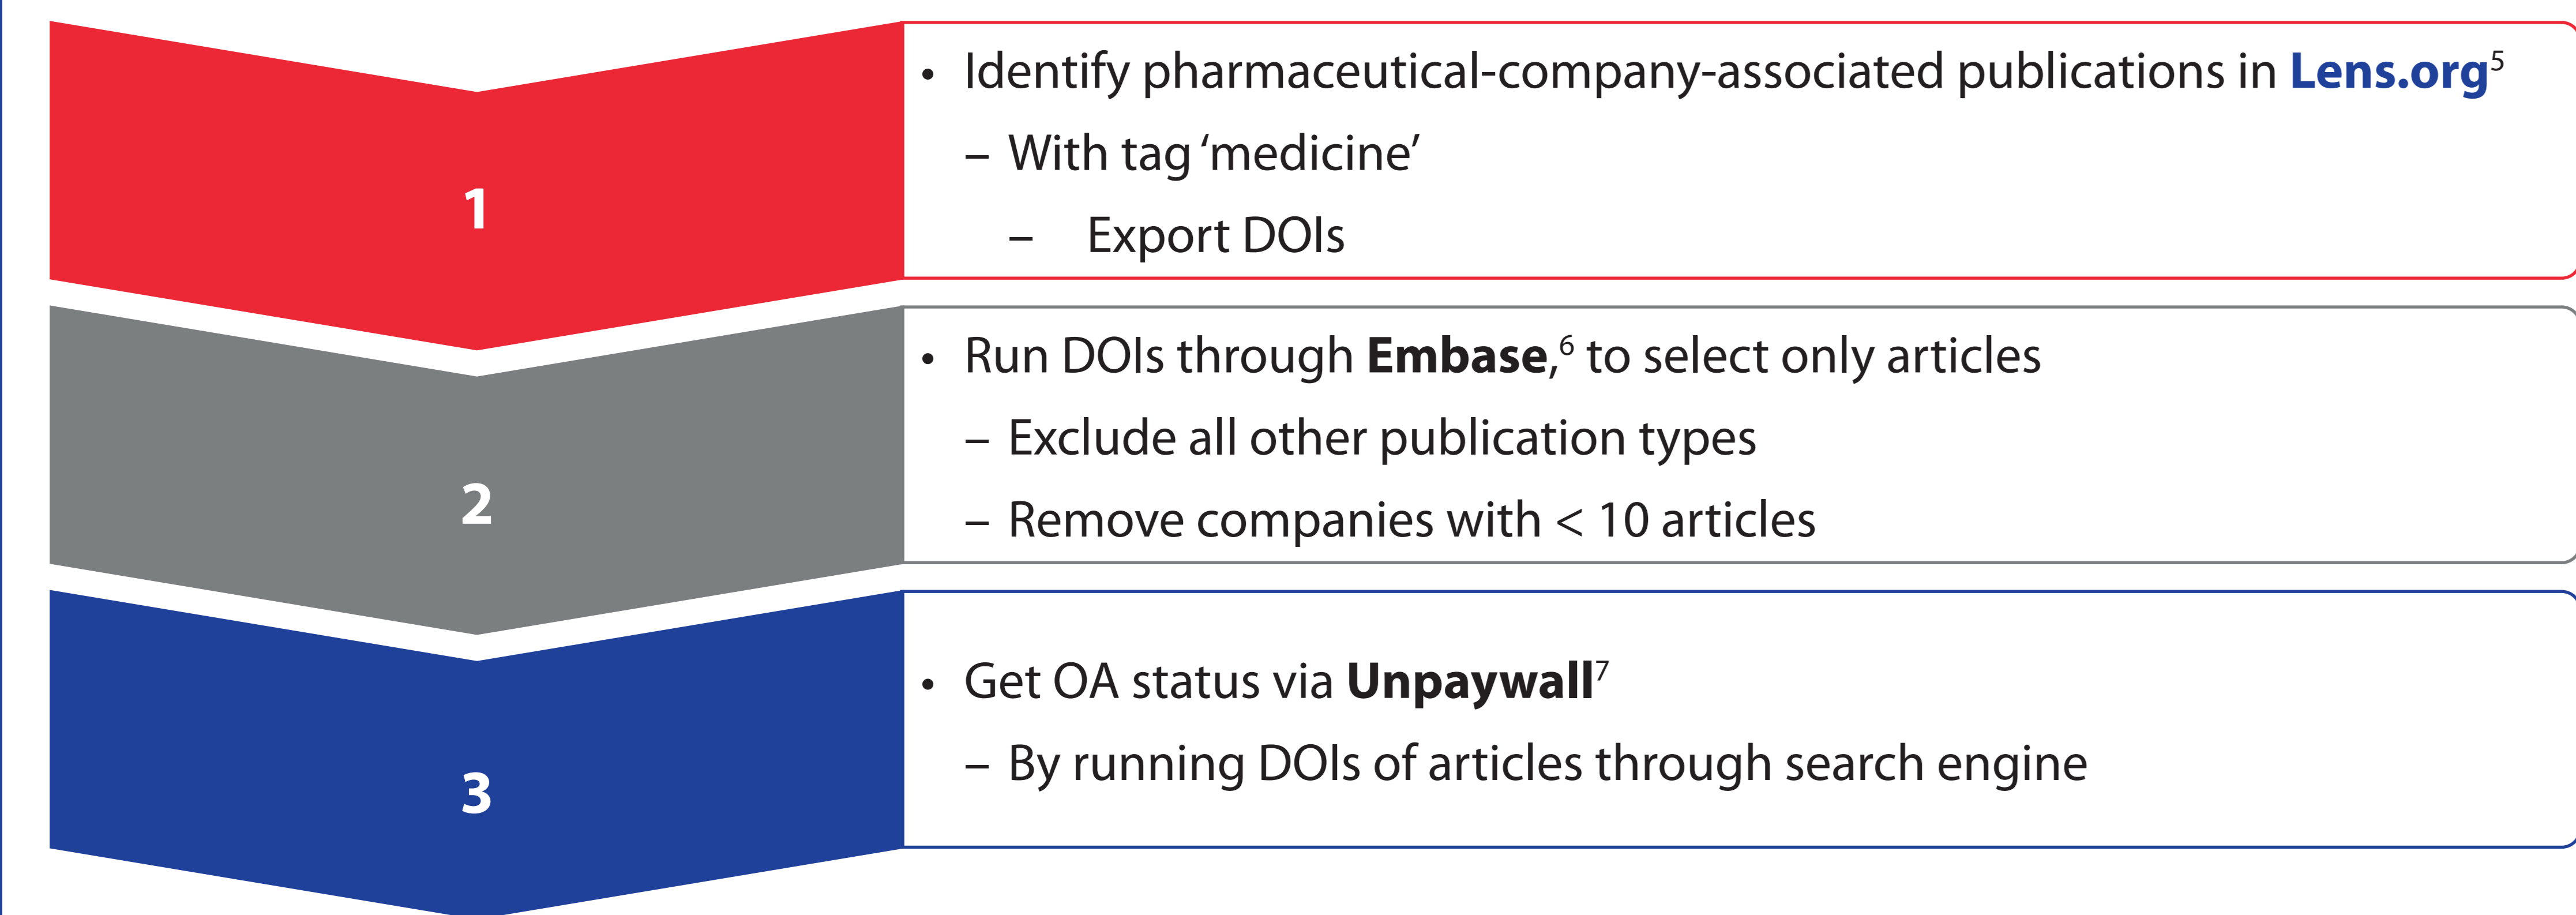 1
• Identify pharmaceutical-company-associated publications in Lens.org⁵
– With tag ‘medicine’
– Export DOIs
2
• Run DOIs through Embase,⁶ to select only articles
– Exclude all other publication types
– Remove companies with < 10 articles
3
• Get OA status via Unpaywall⁷
– By running DOIs of articles through search engine